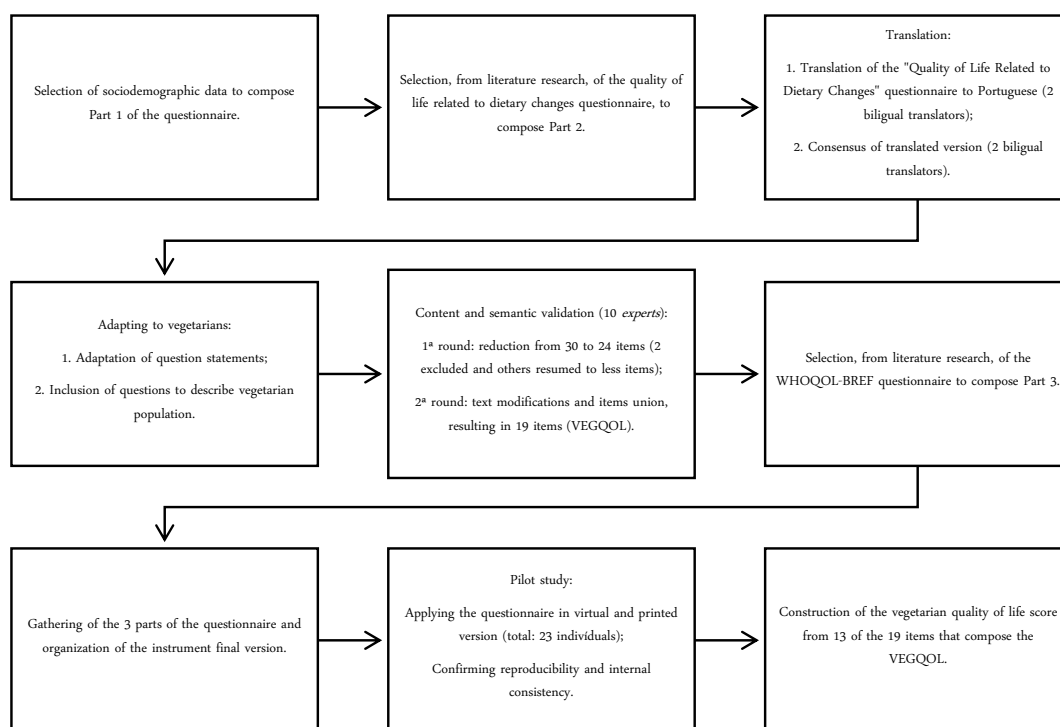 Selection of sociodemographic data to compose
Part 1 of the questionnaire.
Selection, from literature research, of the quality of
life related to dietary changes questionnaire, to
compose Part 2.
Translation:
1. Translation of the "Quality of Life Related to
Dietary Changes" questionnaire to Portuguese (2
biligual translators);
2. Consensus of translated version (2 biligual
translators).
Adapting to vegetarians:
1. Adaptation of question statements;
2. Inclusion of questions to describe vegetarian
population.
Content and semantic validation (10 experts):
1ª round: reduction from 30 to 24 items (2
excluded and others resumed to less items);
2ª round: text modifications and items union,
resulting in 19 items (VEGQOL).
Selection, from literature research, of the
WHOQOL-BREF questionnaire to compose Part 3.
Gathering of the 3 parts of the questionnaire and
organization of the instrument final version.
Pilot study:
Applying the questionnaire in virtual and printed
version (total: 23 indivíduals);
Confirming reproducibility and internal
consistency.
Construction of the vegetarian quality of life score
from 13 of the 19 items that compose the
VEGQOL.